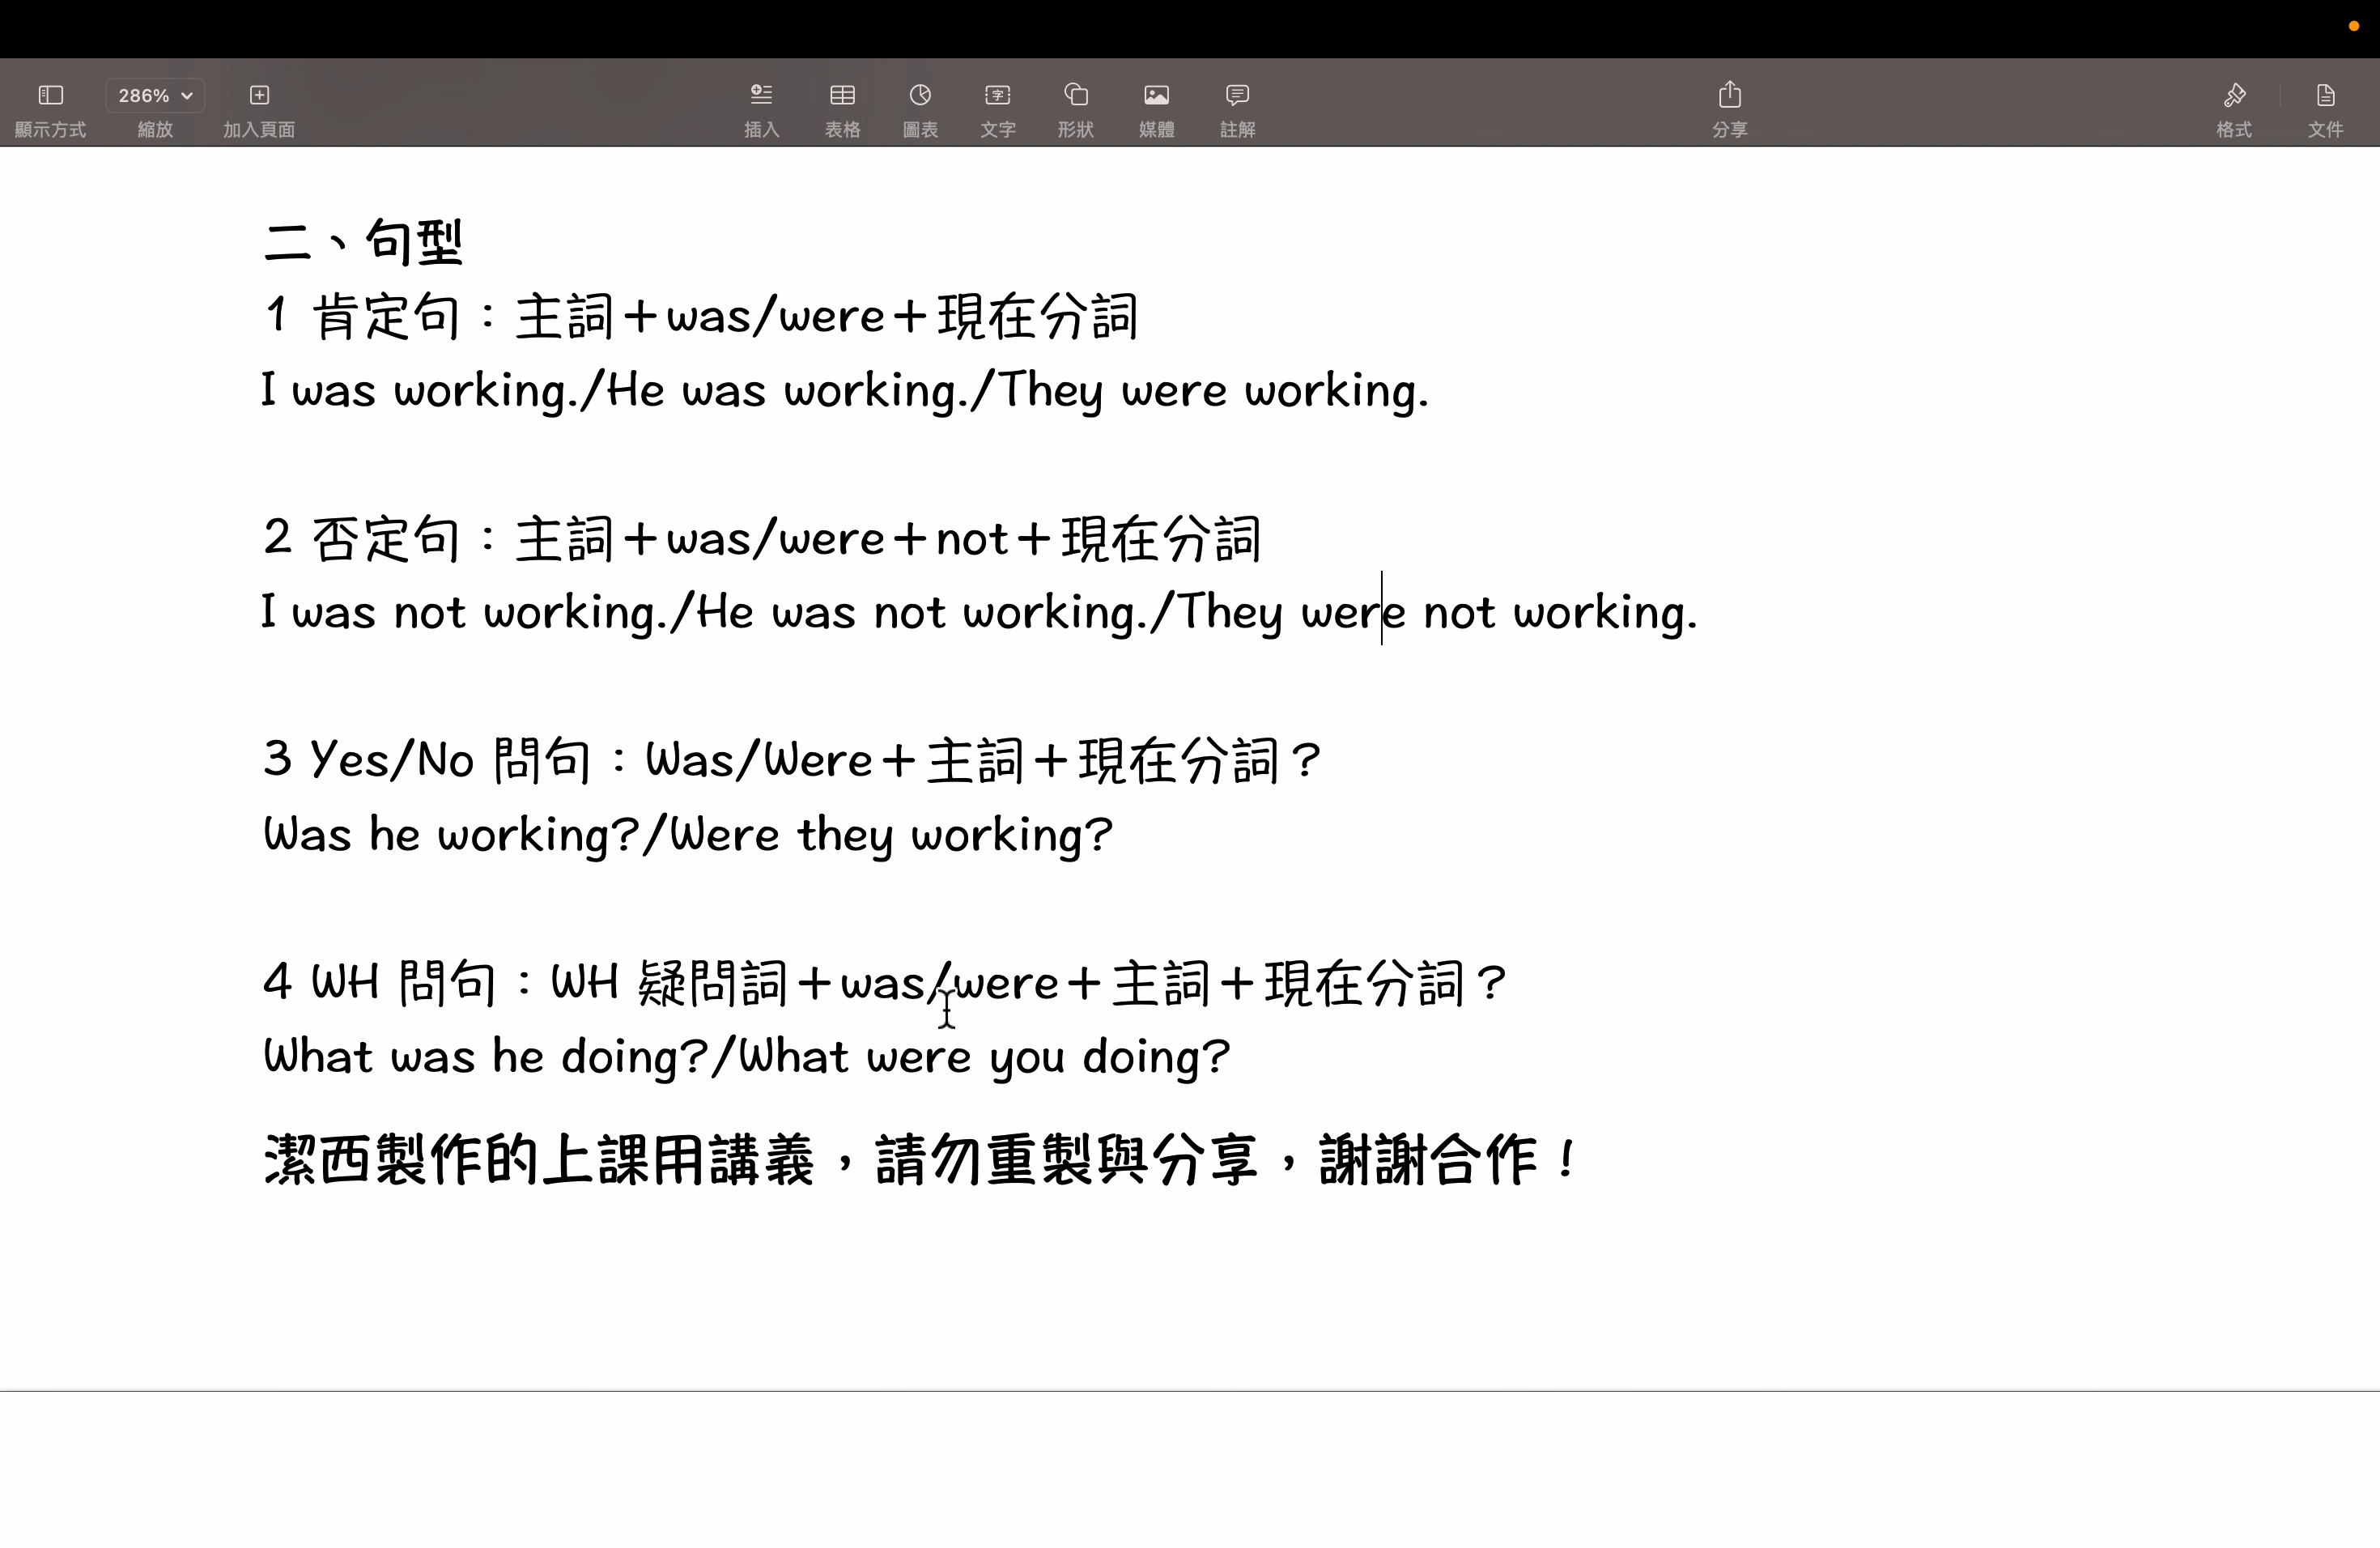 286%
顯示方式 縮放 加入頁面 插入 表格 圖表 文字 形狀 媒體 註解 分享 格式 文件
二、句型
1 肯定句：主詞+was/were+現在分詞
I was working./He was working./They were working.
2 否定句：主詞+was/were+not+現在分詞
I was not working./He was not working./They were not working.
3 Yes/No 問句：Was/Were+主詞+現在分詞？
Was he working?/Were they working?
4 WH 問句：WH 疑問詞+was/were+主詞+現在分詞？
What was he doing?/What were you doing?
潔西製作的上課用講義，請勿重製與分享，謝謝合作！